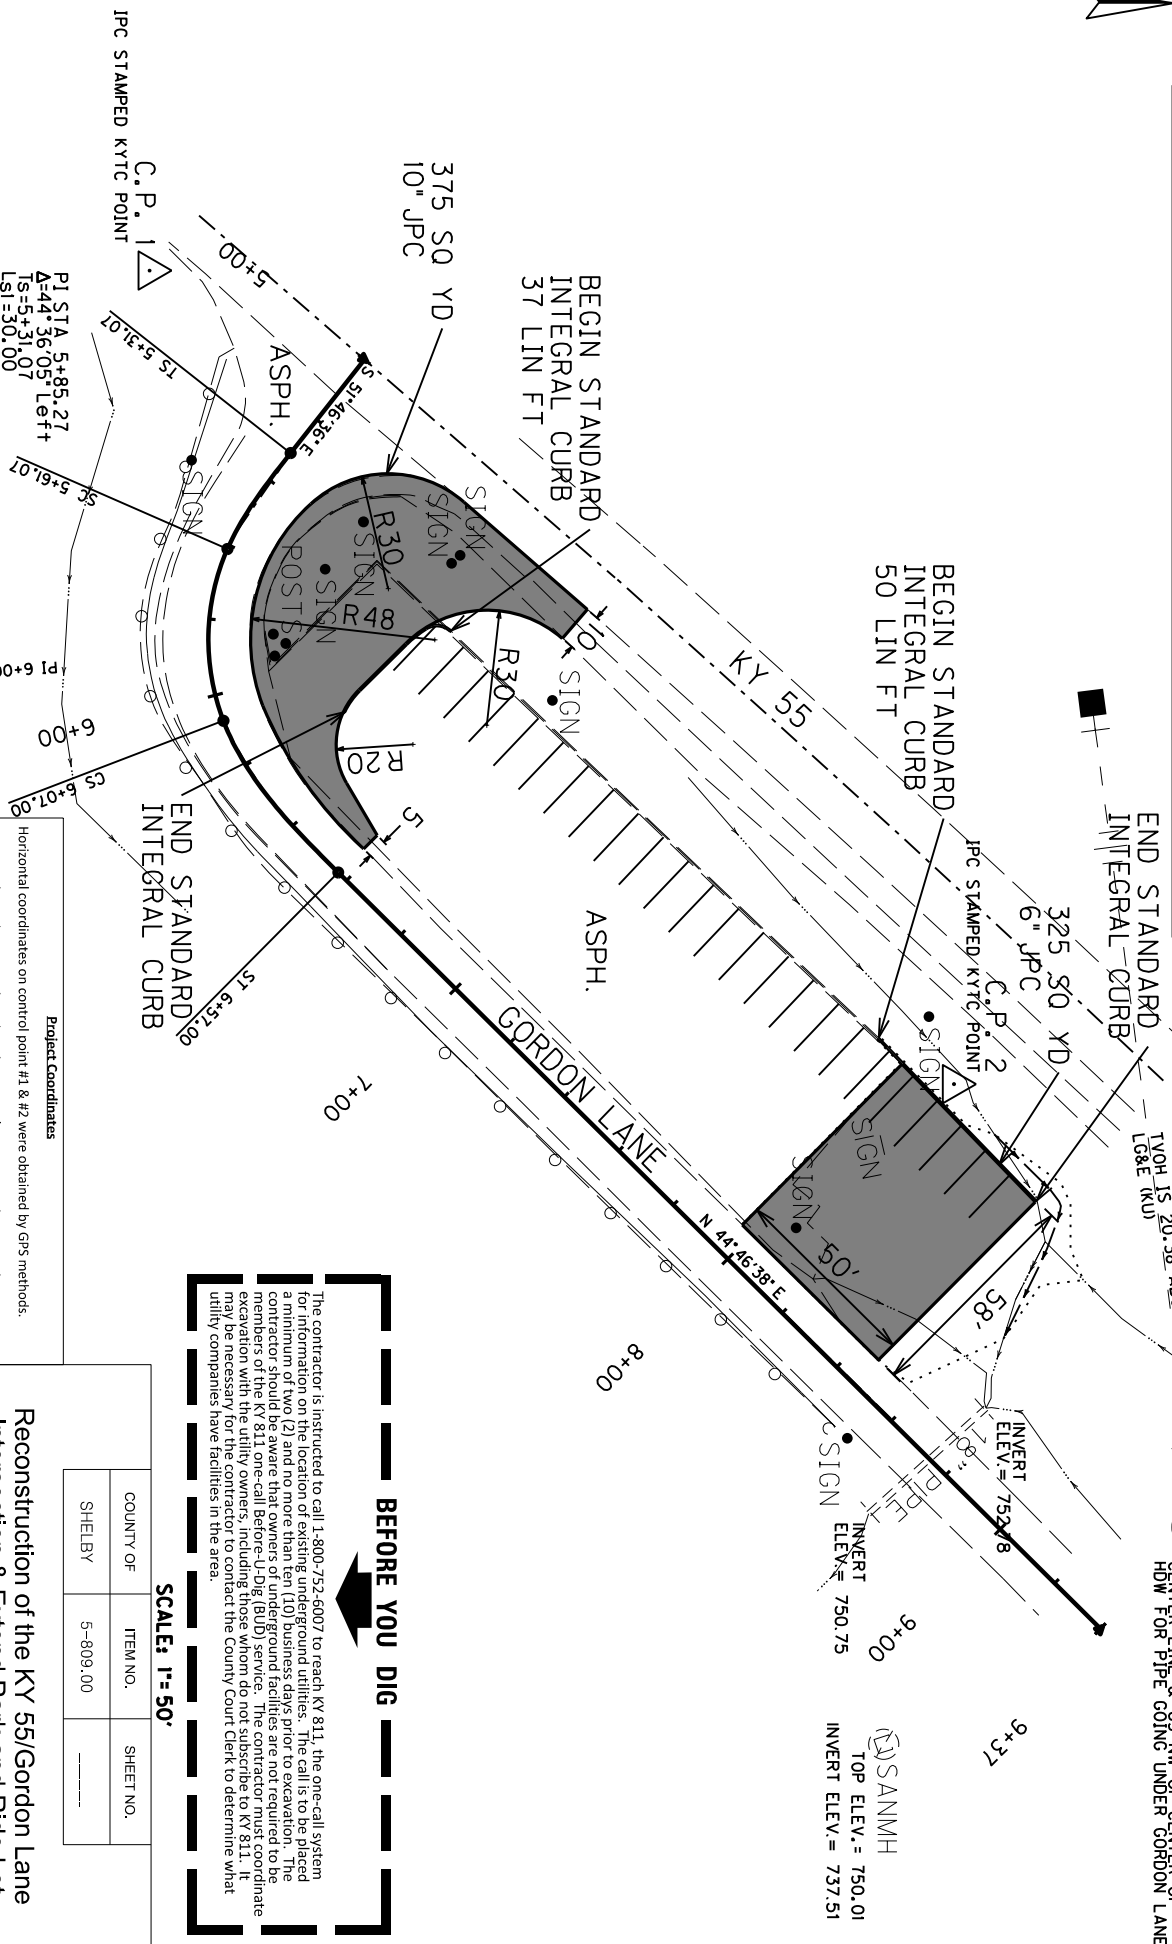 IPC STAMPED KYTC POINT
C.P. 1
375 SQ YD
10" JPC
BEGIN STANDARD
INTEGRAL CURB
37 LIN FT
BEGIN STANDARD
INTEGRAL CURB
50 LIN FT
END STANDARD
INTEGRAL CURB
325 SQ YD
6" JPC
C.P. 2
IPC STAMPED KYTC POINT
LG&E (KU)
HDW FOR PIPE GOING UNDER GORDON LANE
5+00
S 51°46'36" E
ASPH.
TS 5+31.07
PI STA 5+85.27
Δ=44°36'05" Left
Ts=5+31.07
Ls1=30.00
SC 5+61.07
SIGN
SIGN
SIGN
SIGN
SIGN
POSTS
R30
R48
R30
R20
10'
5'
SIGN
KY 55
PI 6+00
6+00
CS 6+07.00
END STANDARD
INTEGRAL CURB
ST 6+57.00
ASPH.
GORDON LANE
7+00
SIGN
SIGN
SIGN
50'
58'
N 44°46'38" E
8+00
SIGN
PIPE
INVERT
ELEV.= 752.78
INVERT
ELEV.= 750.75
9+00
9+37
SANMH
TOP ELEV.= 750.01
INVERT ELEV.= 737.51
Project Coordinates
Horizontal coordinates on control point #1 & #2 were obtained by GPS methods.
BEFORE YOU DIG
The contractor is instructed to call 1-800-752-6007 to reach KY 811, the one-call system
for information on the location of existing underground utilities. The call is to be placed
a minimum of two (2) and no more than ten (10) business days prior to excavation. The
contractor should be aware that owners of underground facilities are not required to be
members of the KY 811 one-call Before-U-Dig (BUD) service. The contractor must coordinate
excavation with the utility owners, including those whom do not subscribe to KY 811. It
may be necessary for the contractor to contact the County Court Clerk to determine what
utility companies have facilities in the area.
SCALE: 1"= 50'
COUNTY OF ITEM NO. SHEET NO.
SHELBY 5-809.00
Reconstruction of the KY 55/Gordon Lane